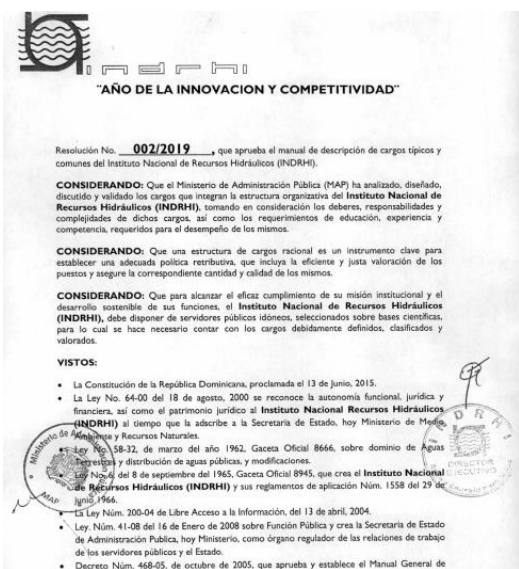 indrhi
"AÑO DE LA INNOVACION Y COMPETITIVIDAD"
Resolución No. 002/2019, que aprueba el manual de descripción de cargos típicos y
comunes del Instituto Nacional de Recursos Hidráulicos (INDRHI).
CONSIDERANDO: Que el Ministerio de Administración Pública (MAP) ha analizado, diseñado,
discutido y validado los cargos que integran la estructura organizativa del Instituto Nacional de
Recursos Hidráulicos (INDRHI), tomando en consideración los deberes, responsabilidades y
complejidades de dichos cargos, así como los requerimientos de educación, experiencia y
competencia, requeridos para el desempeño de los mismos.
CONSIDERANDO: Que una estructura de cargos racional es un instrumento clave para
establecer una adecuada política retributiva, que incluya la eficiente y justa valoración de los
puestos y asegure la correspondiente cantidad y calidad de los mismos.
CONSIDERANDO: Que para alcanzar el eficaz cumplimiento de su misión institucional y el
desarrollo sostenible de sus funciones, el Instituto Nacional de Recursos Hidráulicos
(INDRHI), debe disponer de servidores públicos idóneos, seleccionados sobre bases científicas,
para lo cual se hace necesario contar con los cargos debidamente definidos, clasificados y
valorados.
VISTOS:
• La Constitución de la República Dominicana, proclamada el 13 de Junio, 2015.
• La Ley No. 64-00 del 18 de agosto, 2000 se reconoce la autonomía funcional, jurídica y
financiera, así como el patrimonio jurídico al Instituto Nacional Recursos Hidráulicos
(INDRHI) al tiempo que la adscribe a la Secretaria de Estado, hoy Ministerio de Medio
Ambiente y Recursos Naturales.
• Ley No. 58-32, de marzo del año 1962, Gaceta Oficial 8666, sobre dominio de Aguas
Terrestres y distribución de aguas públicas, y modificaciones.
• Ley No. 6, del 8 de septiembre del 1965, Gaceta Oficial 8945, que crea el Instituto Nacional
de Recursos Hidráulicos (INDRHI) y sus reglamentos de aplicación Núm. 1558 del 29 de
junio 1966.
• La Ley Núm. 200-04 de Libre Acceso a la Información, del 13 de abril, 2004.
• Ley. Núm. 41-08 del 16 de Enero de 2008 sobre Función Pública y crea la Secretaria de Estado
de Administración Publica, hoy Ministerio, como órgano regulador de las relaciones de trabajo
de los servidores públicos y el Estado.
• Decreto Núm. 468-05, de octubre de 2005, que aprueba y establece el Manual General de
Ministerio de
MAP
INDRHI
DIRECTOR
EJECUTIVO